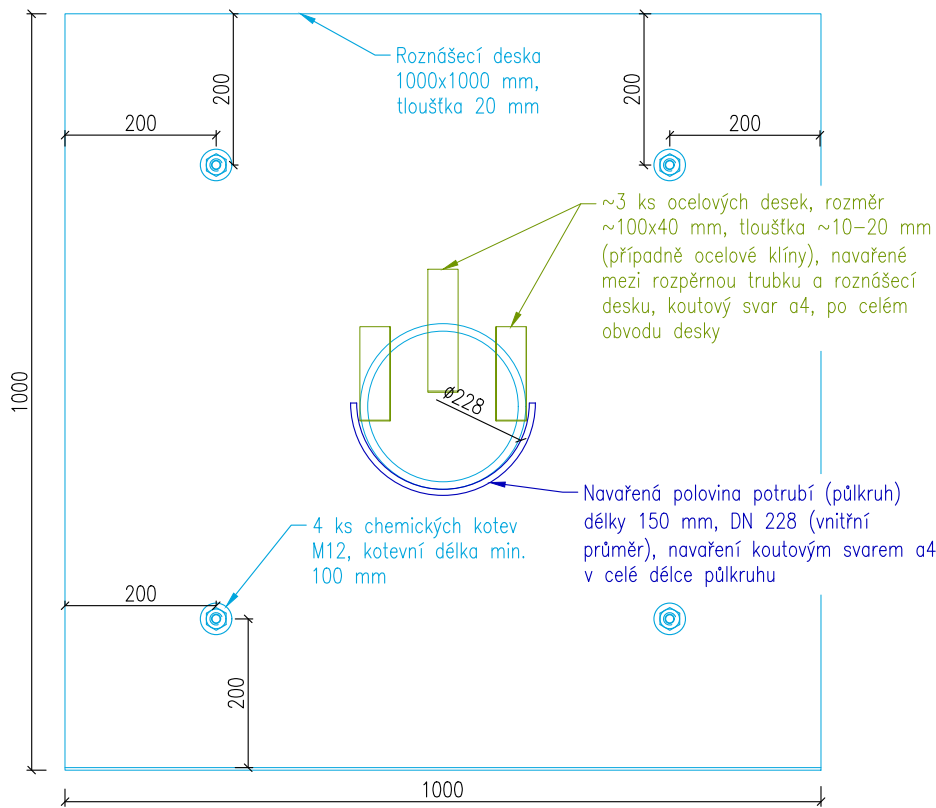 Roznášecí deska
1000x1000 mm,
tloušťka 20 mm
200
200
200
200
~3 ks ocelových desek, rozměr
~100x40 mm, tloušťka ~10-20 mm
(případně ocelové klíny), navařené
mezi rozpěrnou trubku a roznášecí
desku, koutový svar a4, po celém
obvodu desky
1000
ø228
Navařená polovina potrubí (půlkruh)
délky 150 mm, DN 228 (vnitřní
průměr), navaření koutovým svarem a4
v celé délce půlkruhu
4 ks chemických kotev
M12, kotevní délka min.
100 mm
200
200
1000